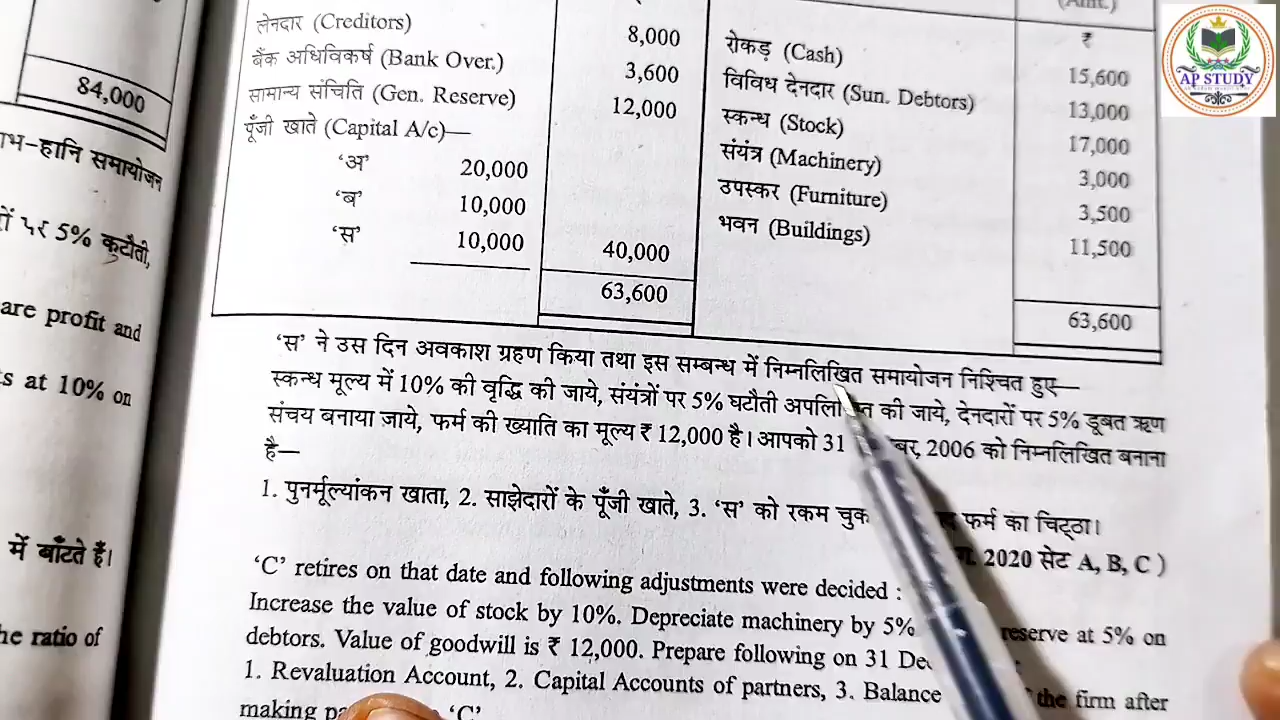 (Amt.)
₹
लेनदार (Creditors) 8,000 रोकड़ (Cash) 15,600
बैंक अधिविकर्ष (Bank Over.) 3,600 विविध देनदार (Sun. Debtors) 13,000
सामान्य संचिति (Gen. Reserve) 12,000 स्कन्ध (Stock) 17,000
पूँजी खाते (Capital A/c)— संयंत्र (Machinery) 3,000
‘अ’ 20,000 उपस्कर (Furniture) 3,500
‘ब’ 10,000 भवन (Buildings) 11,500
‘स’ 10,000 40,000
63,600 63,600
‘स’ ने उस दिन अवकाश ग्रहण किया तथा इस सम्बन्ध में निम्नलिखित समायोजन निश्चित हुए—
स्कन्ध मूल्य में 10% की वृद्धि की जाये, संयंत्रों पर 5% घटौती की जाये, देनदारों पर 5% डूबत ऋण
संचय बनाया जाये, फर्म की ख्याति का मूल्य ₹ 12,000 है। आपको 31 2006 को निम्नलिखित बनाना
है—
1. पुनर्मूल्यांकन खाता, 2. साझेदारों के पूँजी खाते, 3. ‘स’ को रकम फर्म का चिट्ठा।
2020 सेट A, B, C )
‘C’ retires on that date and following adjustments were decided :
Increase the value of stock by 10%. Depreciate machinery by 5% reserve at 5% on
debtors. Value of goodwill is ₹ 12,000. Prepare following on 31
1. Revaluation Account, 2. Capital Accounts of partners, 3. Balance the firm after
making ‘C’
84,000
समायोजन
5% कुटौती,
are profit and
at 10% on
में बाँटते हैं।
ratio of
AP STUDY